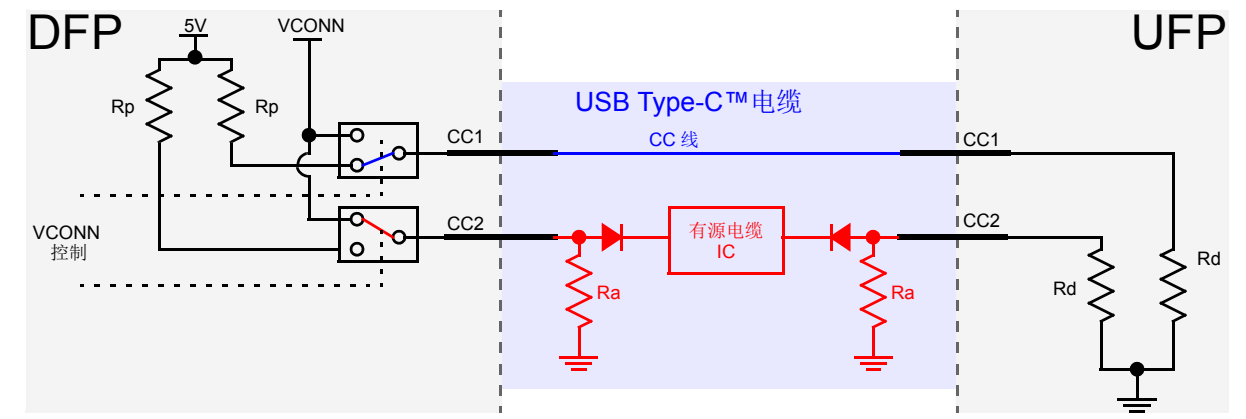 DFP
UFP
5V
VCONN
Rp
Rp
USB Type-C™电缆
CC1
CC 线
CC1
VCONN
控制
CC2
有源电缆
IC
CC2
Ra
Ra
Rd
Rd